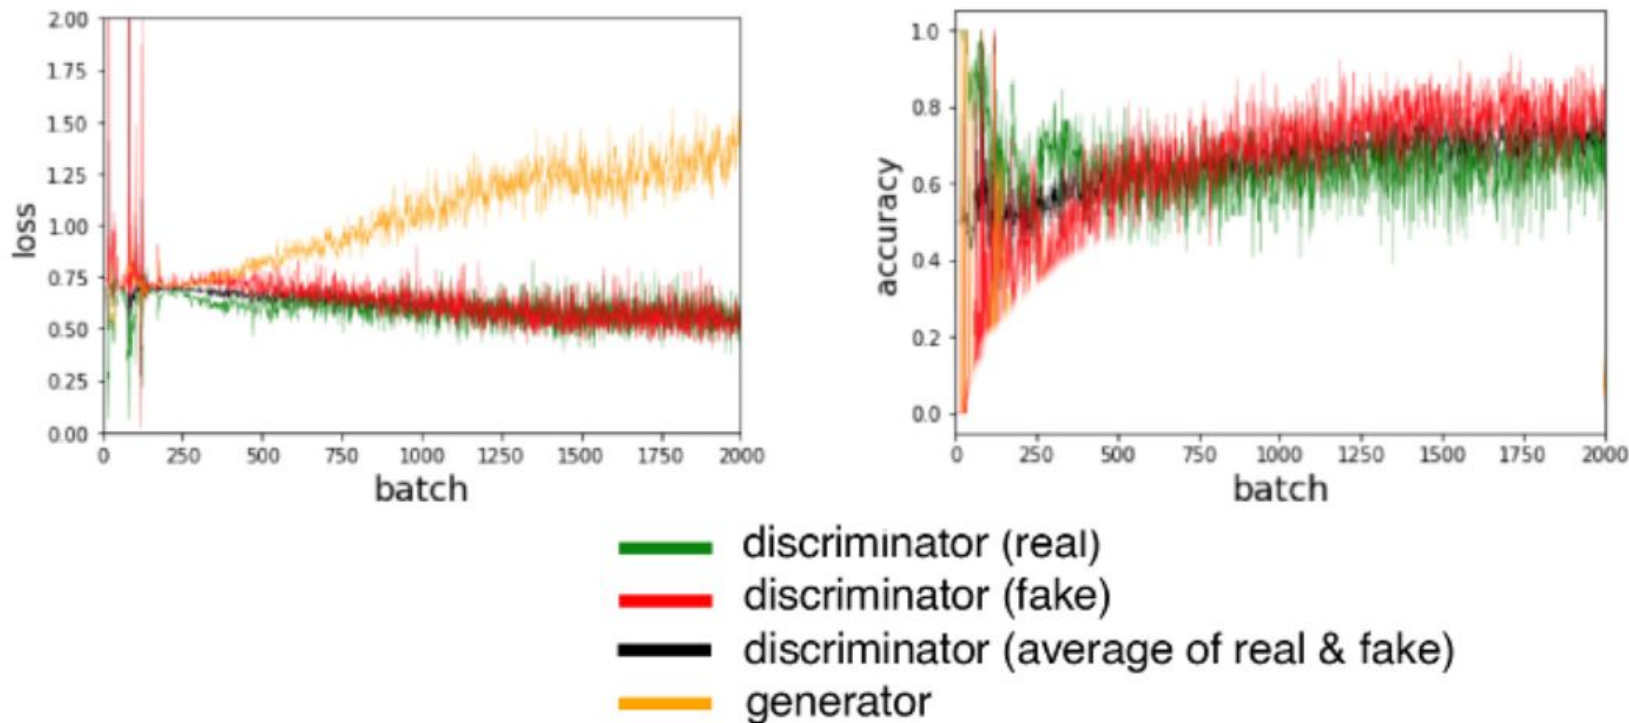 2.00
1.75
1.50
1.25
1.00
0.75
0.50
0.25
0.00
loss
0 250 500 750 1000 1250 1500 1750 2000
batch
1.0
0.8
0.6
0.4
0.2
0.0
accuracy
0 250 500 750 1000 1250 1500 1750 2000
batch
discriminator (real)
discriminator (fake)
discriminator (average of real & fake)
generator